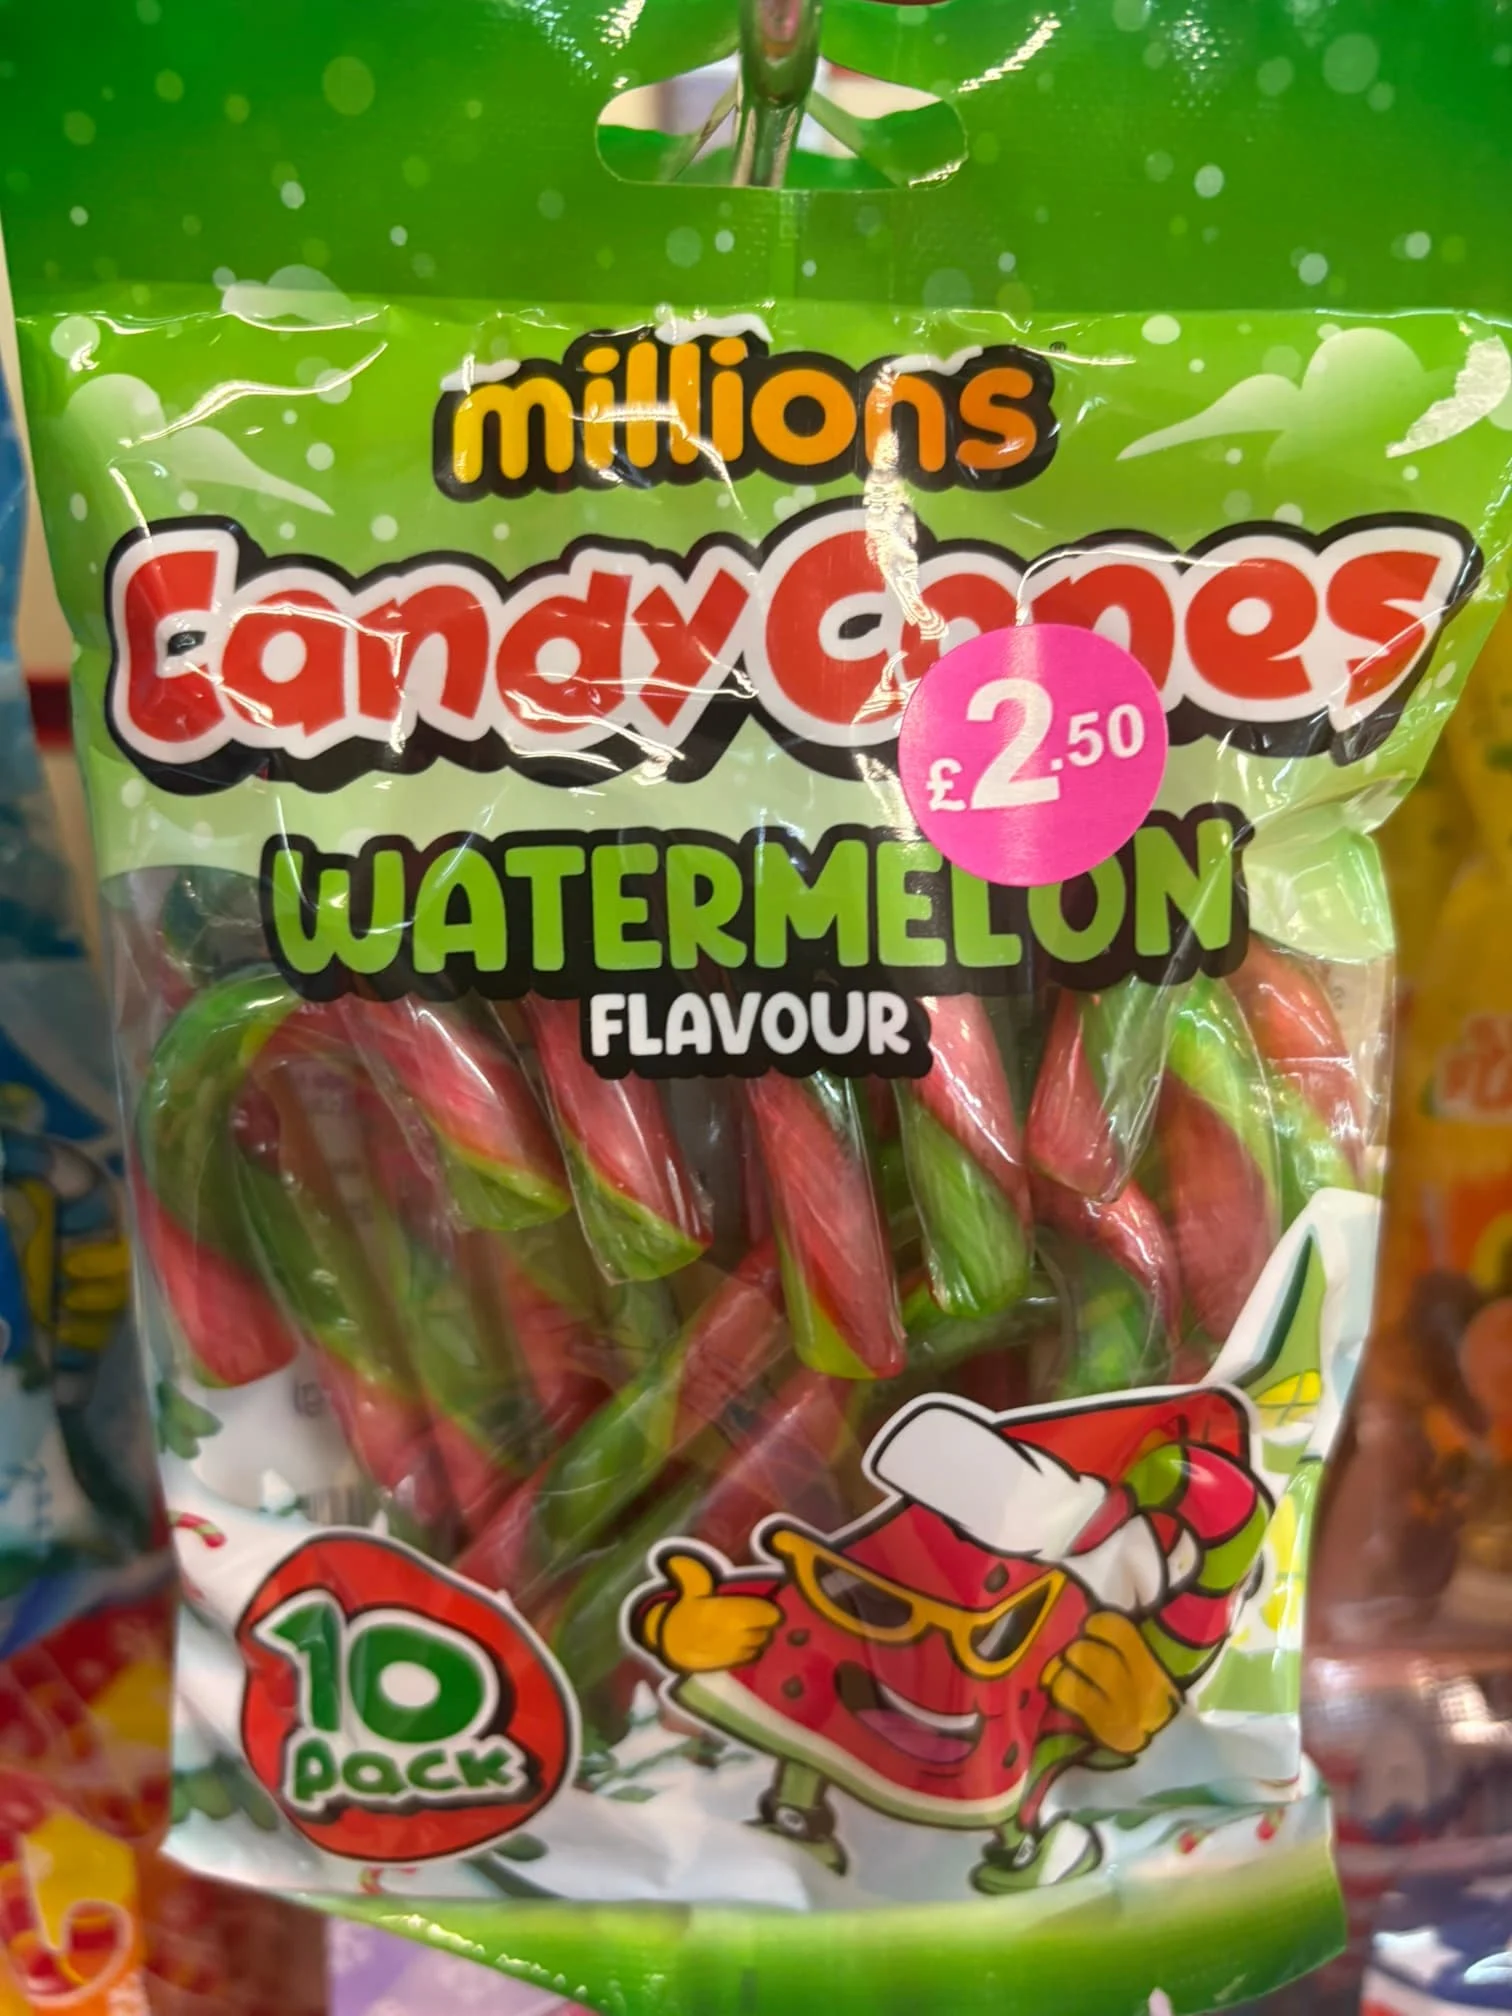 millions®
Candy Canes
£2.50
WATERMELON
FLAVOUR
10
PACK